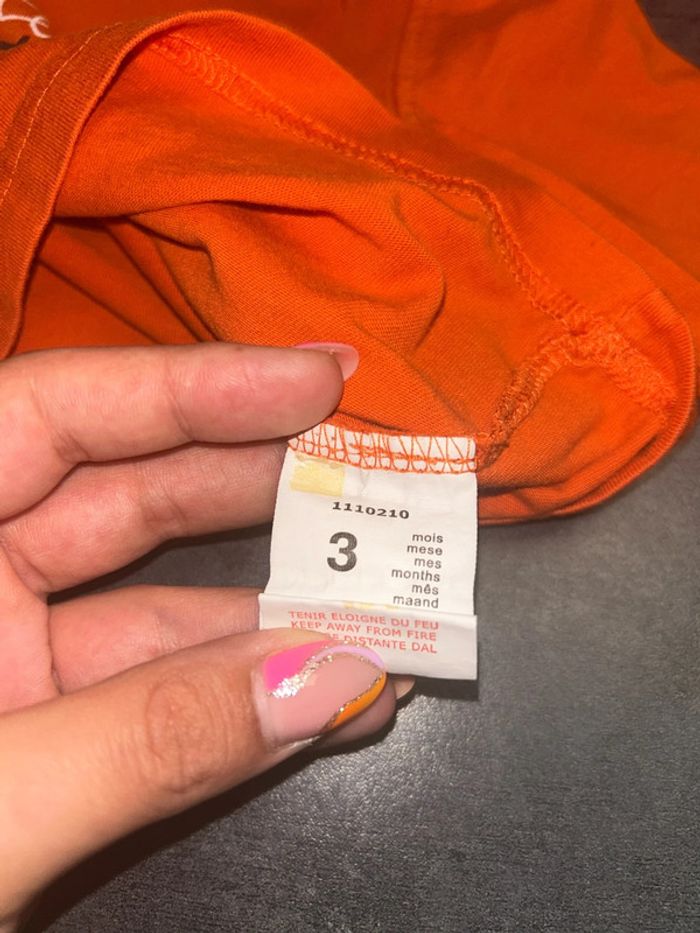 1110210
3
mois
mese
mes
months
mês
maand
TENIR ELOIGNE DU FEU
KEEP AWAY FROM FIRE
DISTANTE DAL